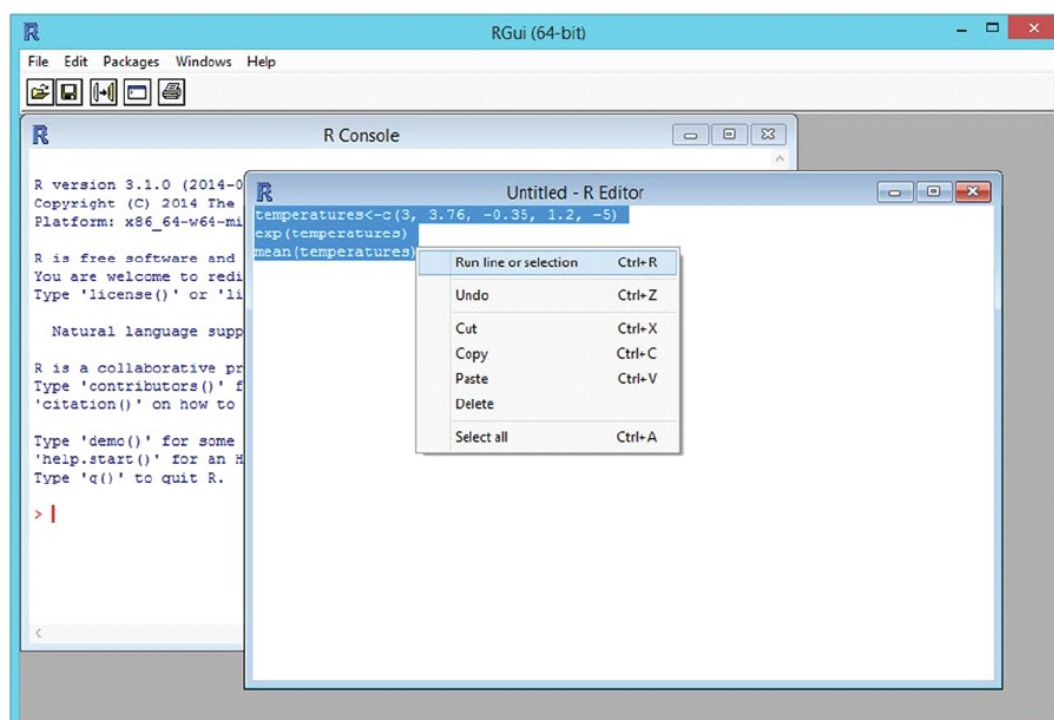 RGui (64-bit)
File Edit Packages Windows Help
R Console
R version 3.1.0 (2014-0
Copyright (C) 2014 The
Platform: x86_64-w64-mi
R is free software and
You are welcome to redi
Type 'license()' or 'li
Natural language supp
R is a collaborative pr
Type 'contributors()' f
'citation()' on how to
Type 'demo()' for some
'help.start()' for an H
Type 'q()' to quit R.
>
Untitled - R Editor
temperatures<-c(3, 3.76, -0.35, 1.2, -5)
exp(temperatures)
mean(temperatures)
Run line or selection Ctrl+R
Undo Ctrl+Z
Cut Ctrl+X
Copy Ctrl+C
Paste Ctrl+V
Delete
Select all Ctrl+A